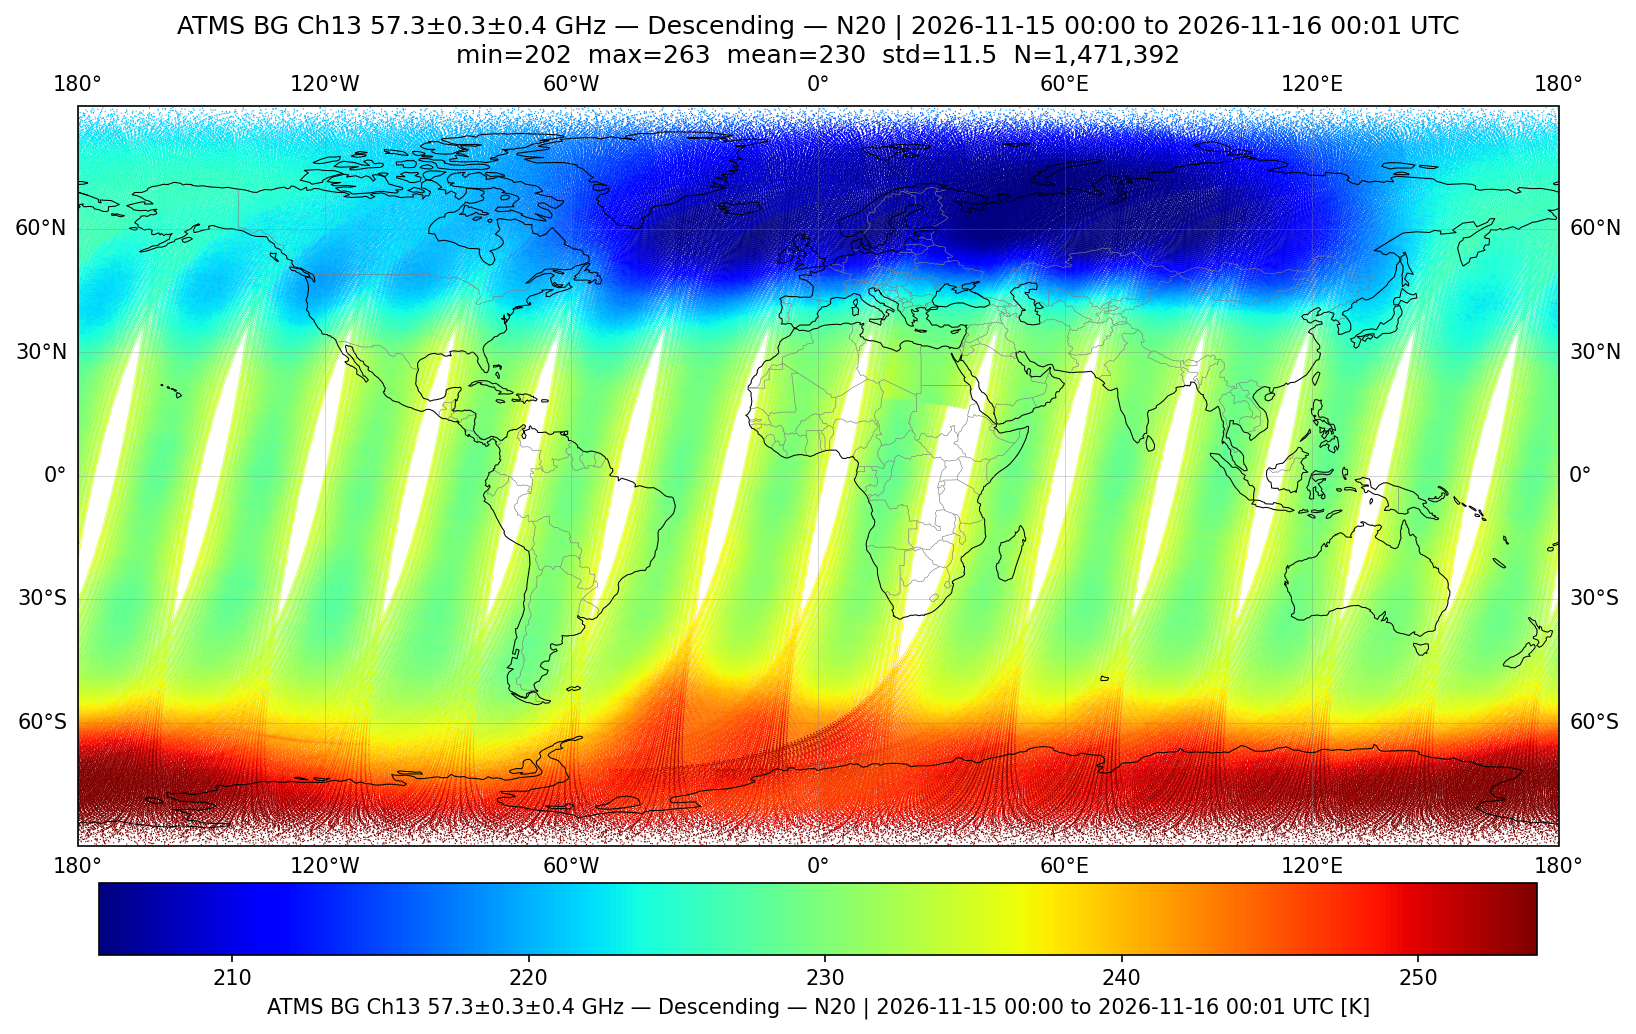 ATMS BG Ch13 57.3±0.3±0.4 GHz — Descending — N20 | 2026-11-15 00:00 to 2026-11-16 00:01 UTC
min=202 max=263 mean=230 std=11.5 N=1,471,392
180° 120°W 60°W 0° 60°E 120°E 180°
60°N 60°N
30°N 30°N
0° 0°
30°S 30°S
60°S 60°S
180° 120°W 60°W 0° 60°E 120°E 180°
210 220 230 240 250
ATMS BG Ch13 57.3±0.3±0.4 GHz — Descending — N20 | 2026-11-15 00:00 to 2026-11-16 00:01 UTC [K]